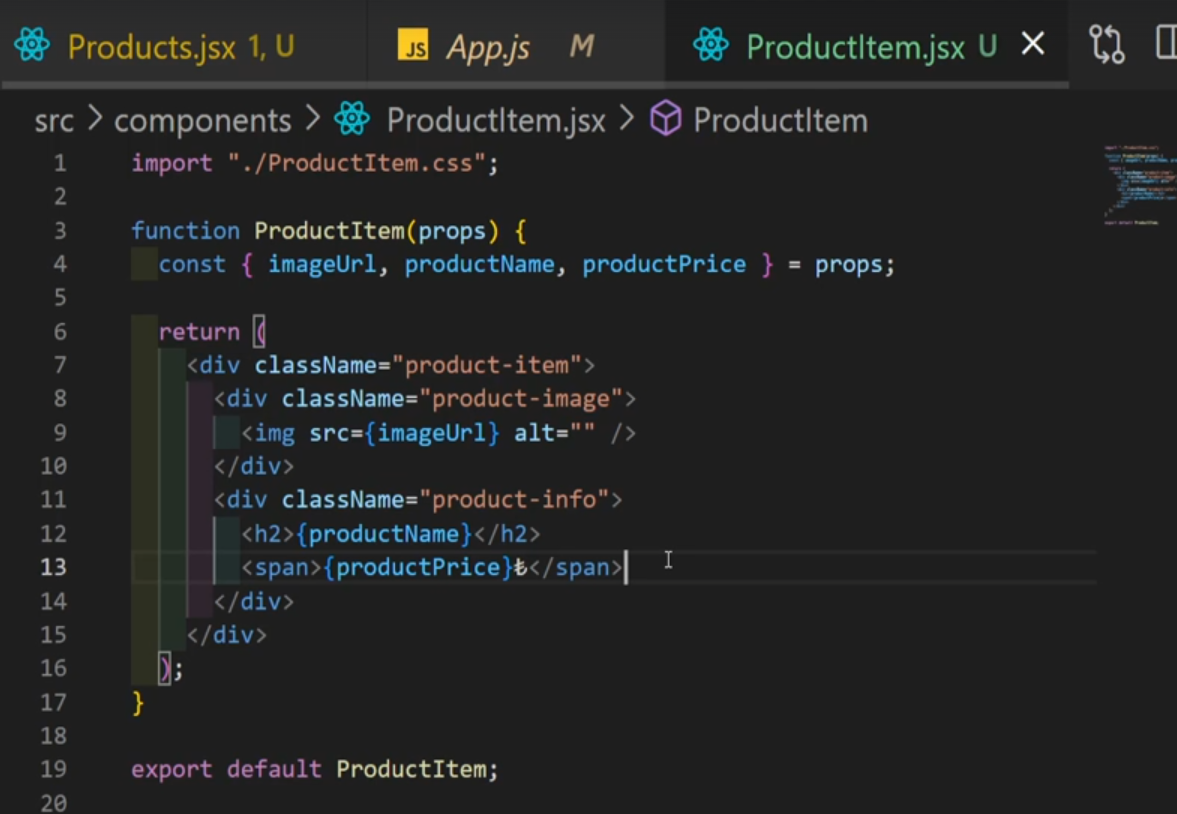 Products.jsx 1, U JS App.js M ProductItem.jsx U
src > components > ProductItem.jsx > ProductItem
1 import "./ProductItem.css";
2
3 function ProductItem(props) {
4 const { imageUrl, productName, productPrice } = props;
5
6 return (
7 <div className="product-item">
8 <div className="product-image">
9 <img src={imageUrl} alt="" />
10 </div>
11 <div className="product-info">
12 <h2>{productName}</h2>
13 <span>{productPrice}₺</span>
14 </div>
15 </div>
16 );
17 }
18
19 export default ProductItem;
20